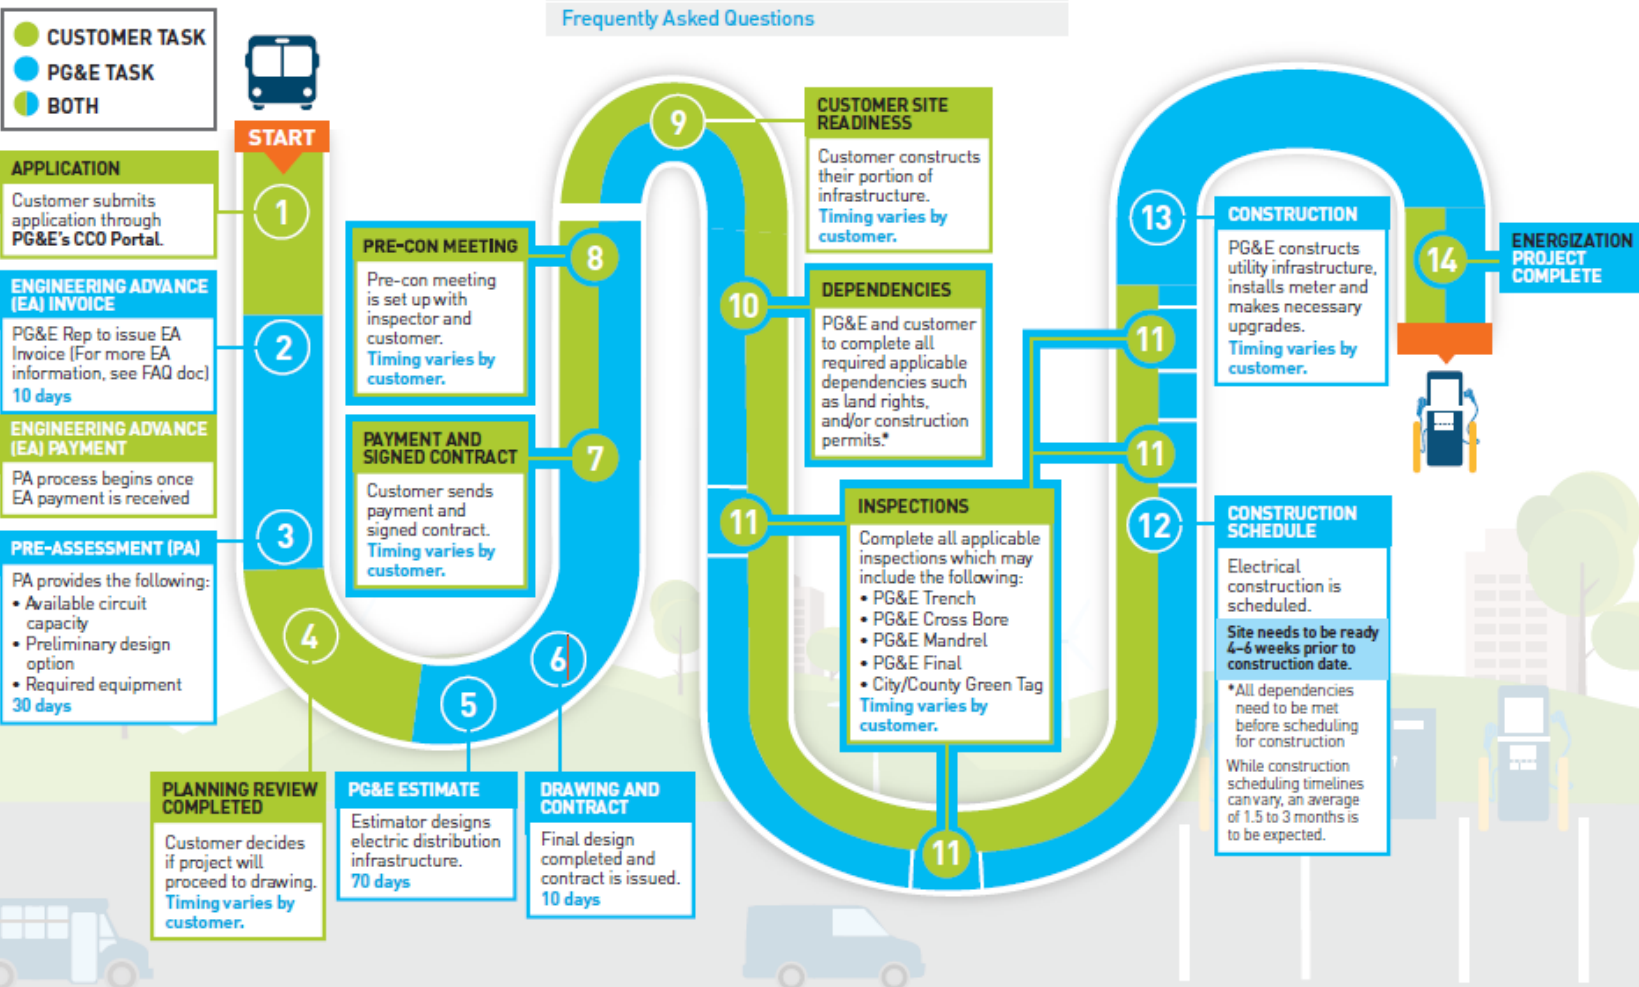 Frequently Asked Questions
CUSTOMER TASK
PG&E TASK
BOTH
START
1
APPLICATION
Customer submits
application through
PG&E's CCO Portal.
2
ENGINEERING ADVANCE
(EA) INVOICE
PG&E Rep to issue EA
Invoice (For more EA
information, see FAQ doc)
10 days
ENGINEERING ADVANCE
(EA) PAYMENT
PA process begins once
EA payment is received
3
PRE-ASSESSMENT (PA)
PA provides the following:
• Available circuit
capacity
• Preliminary design
option
• Required equipment
30 days
4
PLANNING REVIEW
COMPLETED
Customer decides
if project will
proceed to drawing.
Timing varies by
customer.
5
PG&E ESTIMATE
Estimator designs
electric distribution
infrastructure.
70 days
6
DRAWING AND
CONTRACT
Final design
completed and
contract is issued.
10 days
7
PAYMENT AND
SIGNED CONTRACT
Customer sends
payment and
signed contract.
Timing varies by
customer.
8
PRE-CON MEETING
Pre-con meeting
is set up with
inspector and
customer.
Timing varies by
customer.
9
CUSTOMER SITE
READINESS
Customer constructs
their portion of
infrastructure.
Timing varies by
customer.
10
DEPENDENCIES
PG&E and customer
to complete all
required applicable
dependencies such
as land rights,
and/or construction
permits.*
11
INSPECTIONS
Complete all applicable
inspections which may
include the following:
• PG&E Trench
• PG&E Cross Bore
• PG&E Mandrel
• PG&E Final
• City/County Green Tag
Timing varies by
customer.
11
11
11
12
CONSTRUCTION
SCHEDULE
Electrical
construction is
scheduled.
Site needs to be ready
4–6 weeks prior to
construction date.
*All dependencies
need to be met
before scheduling
for construction
While construction
scheduling timelines
can vary, an average
of 1.5 to 3 months is
to be expected.
13
CONSTRUCTION
PG&E constructs
utility infrastructure,
installs meter and
makes necessary
upgrades.
Timing varies by
customer.
14
ENERGIZATION
PROJECT
COMPLETE